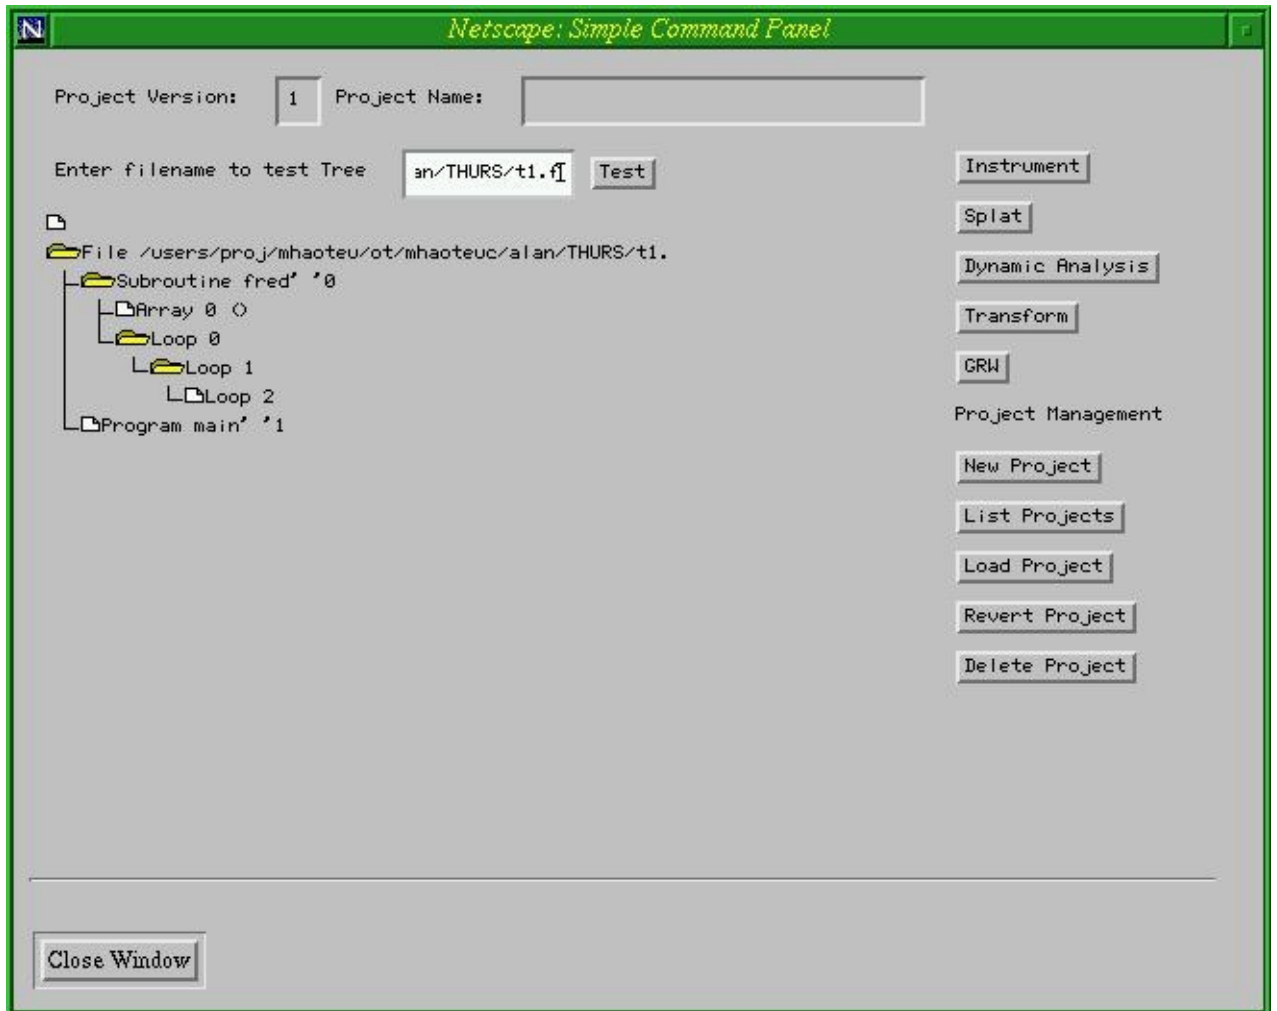 N Netscape: Simple Command Panel
Project Version: 1 Project Name:
Enter filename to test Tree an/THURS/t1.f Test
File /users/proj/mhaoteu/ot/mhaoteuc/alan/THURS/t1.
Subroutine fred' '0
Array 0 ()
Loop 0
Loop 1
Loop 2
Program main' '1
Instrument
Splat
Dynamic Analysis
Transform
GRW
Project Management
New Project
List Projects
Load Project
Revert Project
Delete Project
Close Window